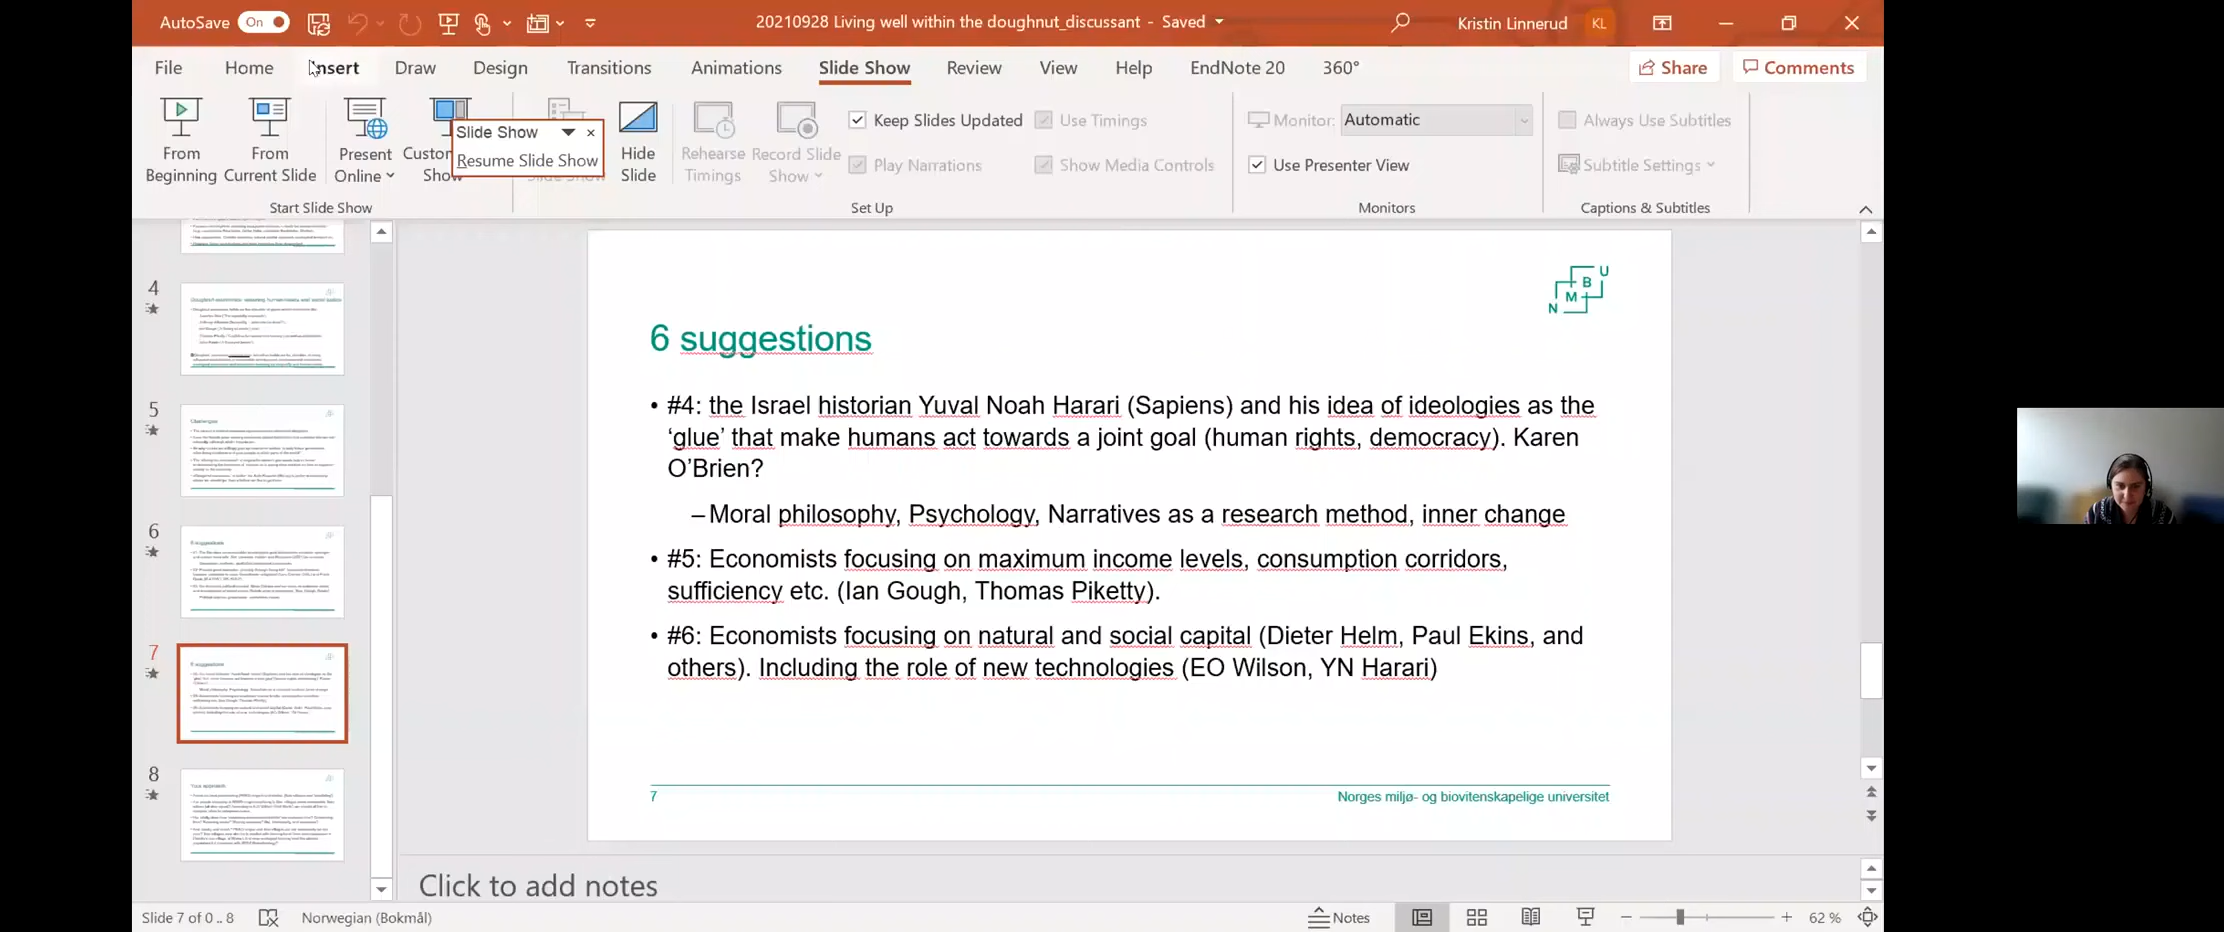 AutoSave On 20210928 Living well within the doughnut_discussant - Saved Kristin Linnerud KL
File Home Insert Draw Design Transitions Animations Slide Show Review View Help EndNote 20 360° Share Comments
From Beginning
From Current Slide
Present Online
Custom Show
Slide Show
Resume Slide Show
Hide Slide
Rehearse Timings
Record Slide Show
Keep Slides Updated
Play Narrations
Use Timings
Show Media Controls
Monitor: Automatic
Use Presenter View
Always Use Subtitles
Subtitle Settings
Start Slide Show Set Up Monitors Captions & Subtitles
4
5
6
7
8
N M B U
6 suggestions
• #4: the Israel historian Yuval Noah Harari (Sapiens) and his idea of ideologies as the
‘glue’ that make humans act towards a joint goal (human rights, democracy). Karen
O’Brien?
– Moral philosophy, Psychology, Narratives as a research method, inner change
• #5: Economists focusing on maximum income levels, consumption corridors,
sufficiency etc. (Ian Gough, Thomas Piketty).
• #6: Economists focusing on natural and social capital (Dieter Helm, Paul Ekins, and
others). Including the role of new technologies (EO Wilson, YN Harari)
7 Norges miljø- og biovitenskapelige universitet
Click to add notes
Slide 7 of 0 .. 8 Norwegian (Bokmål) Notes 62 %